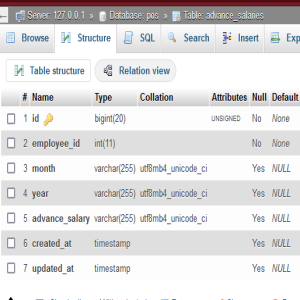 Server: 127.0.0.1 » Database: pos » Table: advance_salaries
Browse Structure SQL Search Insert Exp
Table structure Relation view
# Name Type Collation Attributes Null Default
1 id bigint(20) UNSIGNED No None
2 employee_id int(11) No None
3 month varchar(255) utf8mb4_unicode_ci Yes NULL
4 year varchar(255) utf8mb4_unicode_ci Yes NULL
5 advance_salary varchar(255) utf8mb4_unicode_ci Yes NULL
6 created_at timestamp Yes NULL
7 updated_at timestamp Yes NULL